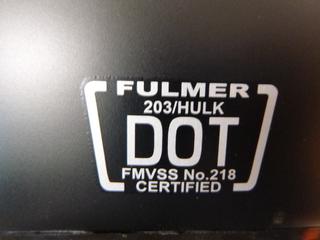 FULMER
203/HULK
DOT
FMVSS No.218
CERTIFIED